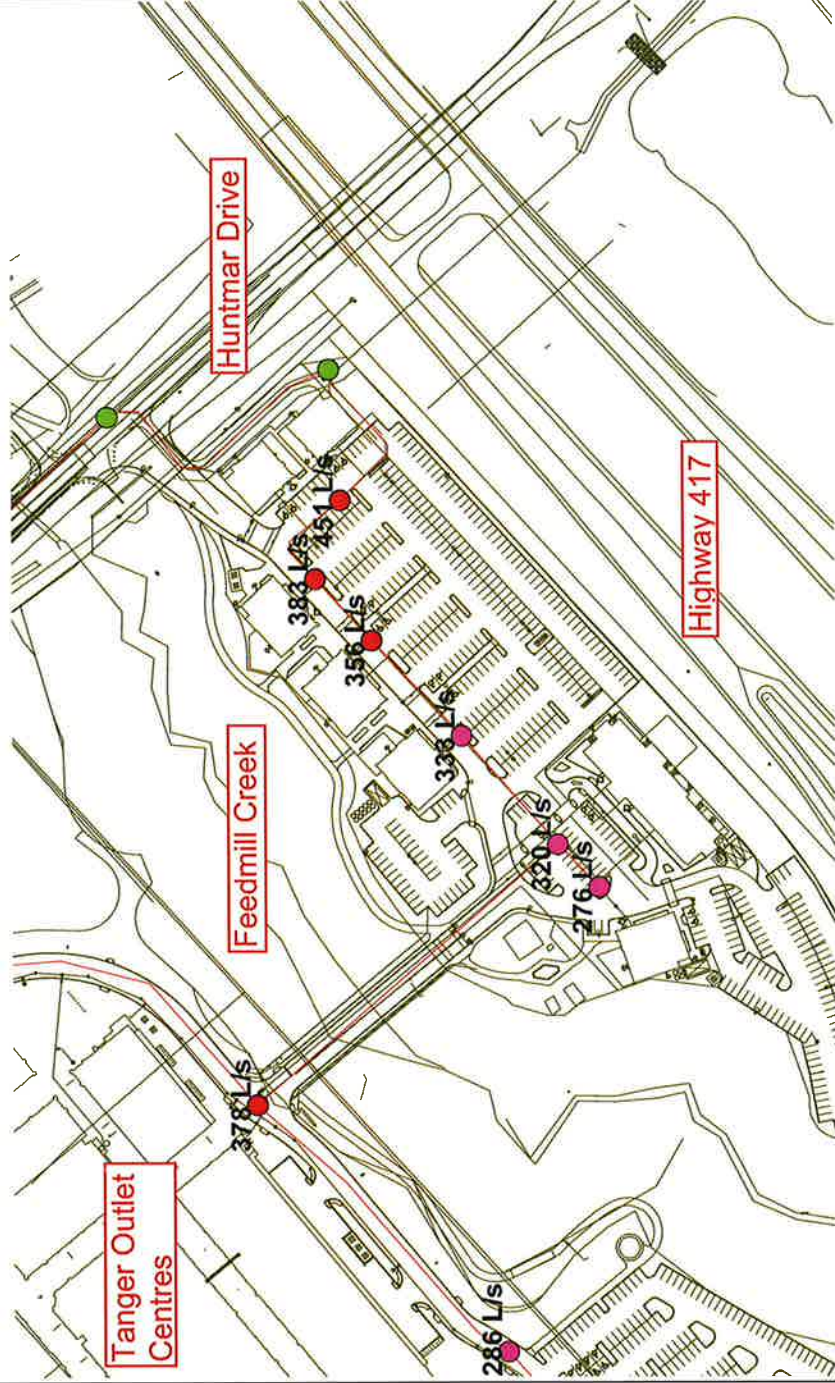 Tanger Outlet
Centres
Feedmill Creek
Huntmar Drive
Highway 417
286 L/s
378 L/s
276 L/s
320 L/s
333 L/s
356 L/s
383 L/s
451 L/s